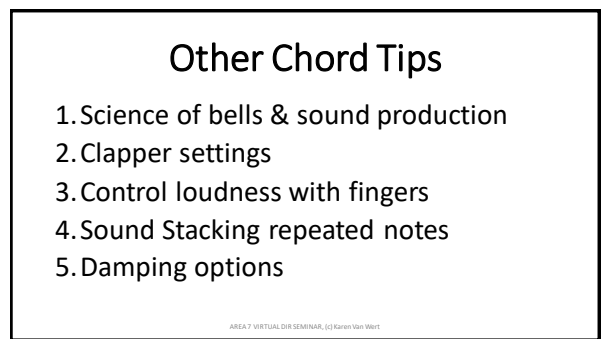 Other Chord Tips
1. Science of bells & sound production
2. Clapper settings
3. Control loudness with fingers
4. Sound Stacking repeated notes
5. Damping options
AREA 7 VIRTUAL DIR SEMINAR, (c) Karen Van Wert